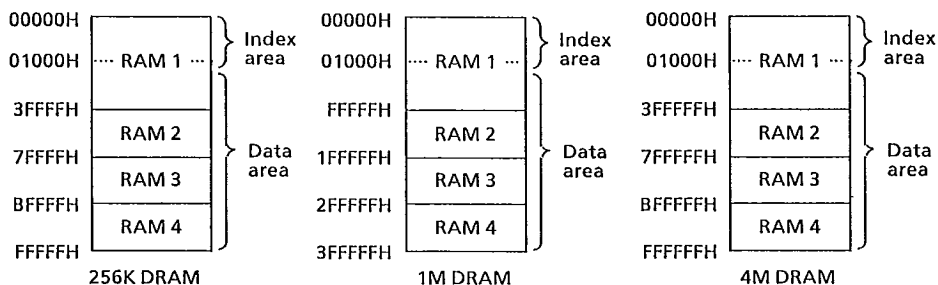 00000H
01000H
3FFFFH
7FFFFH
BFFFFH
FFFFFH
RAM 1
RAM 2
RAM 3
RAM 4
Index
area
Data
area
256K DRAM
00000H
01000H
FFFFFH
1FFFFFH
2FFFFFH
3FFFFFH
RAM 1
RAM 2
RAM 3
RAM 4
Index
area
Data
area
1M DRAM
00000H
01000H
3FFFFFH
7FFFFFH
BFFFFFH
FFFFFFH
RAM 1
RAM 2
RAM 3
RAM 4
Index
area
Data
area
4M DRAM